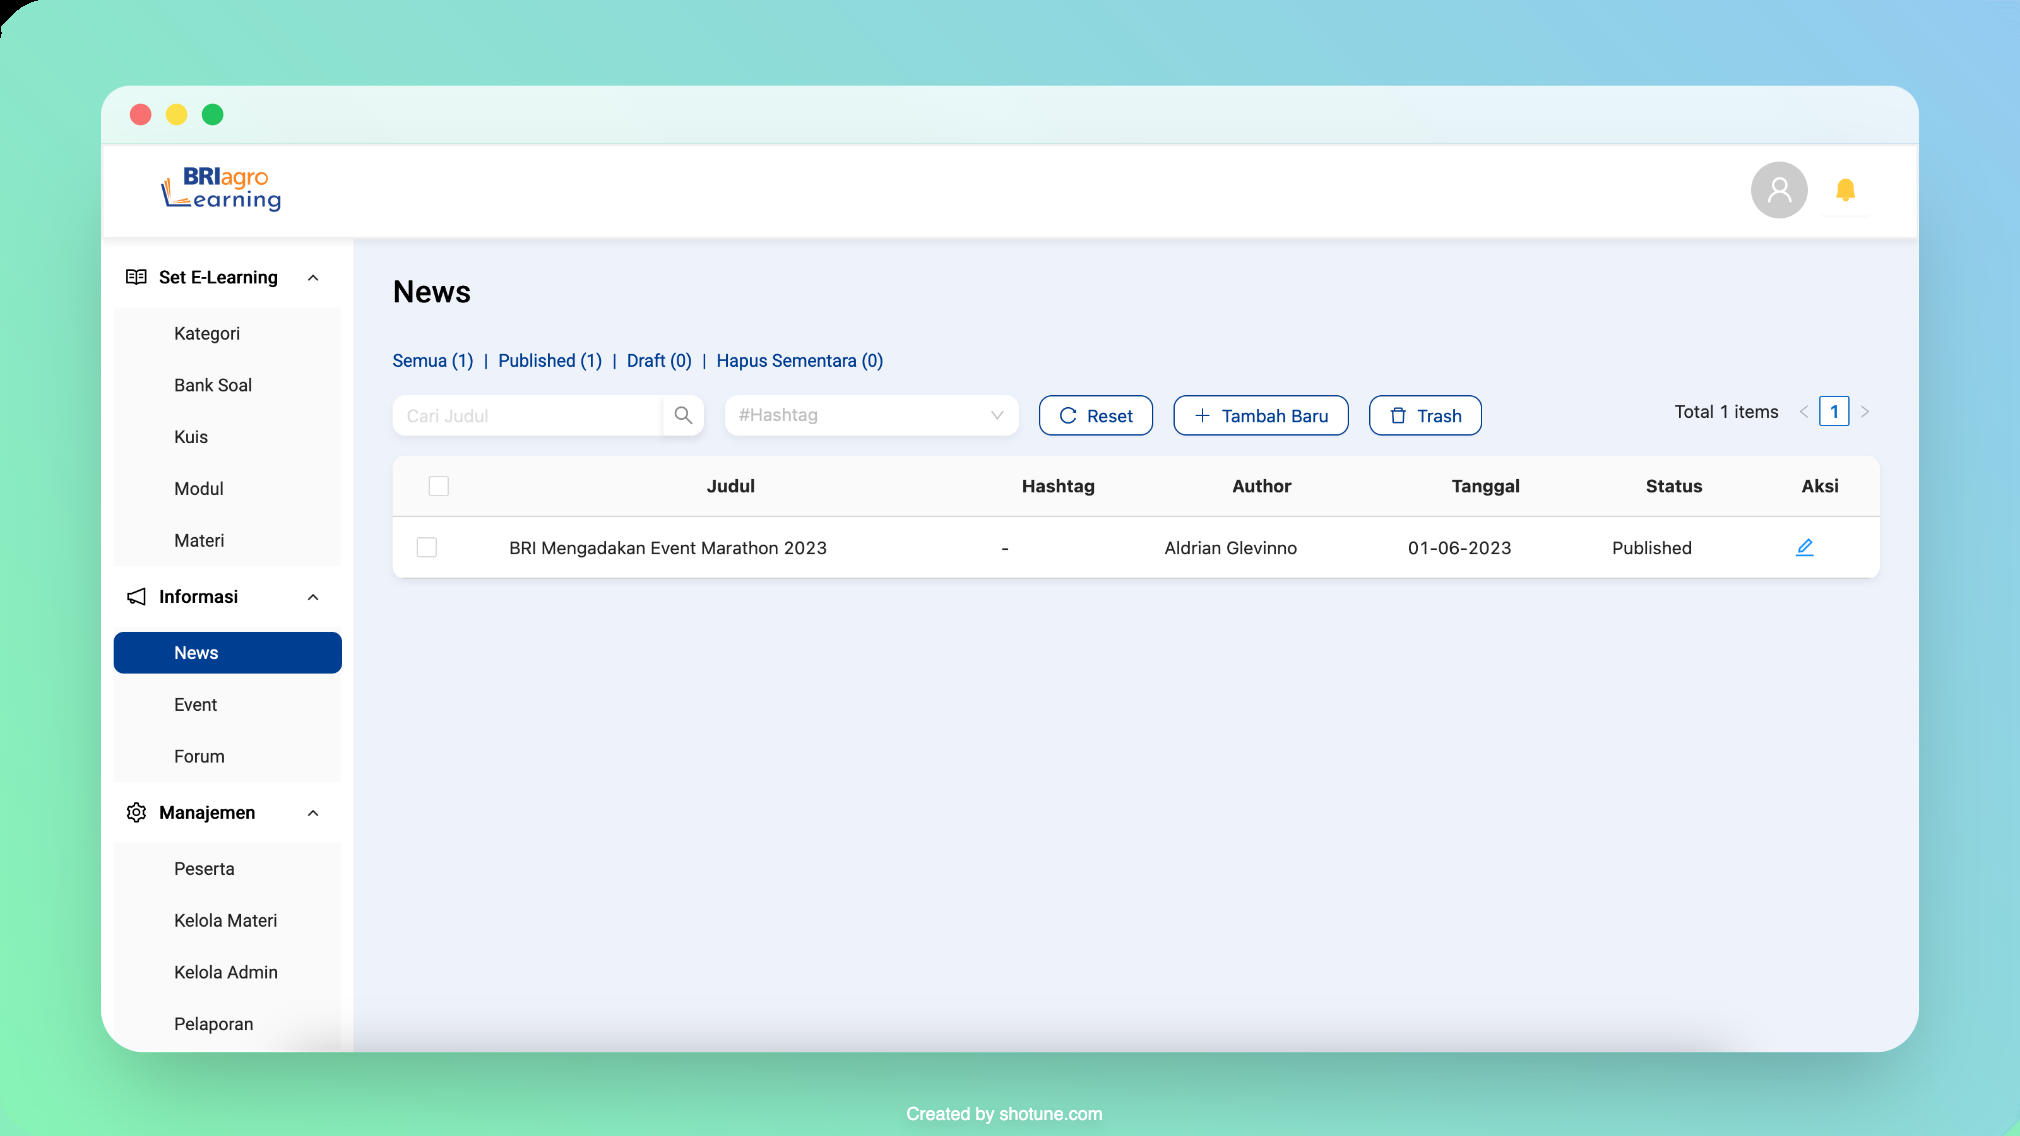 BRIagro
Learning
Set E-Learning
Kategori
Bank Soal
Kuis
Modul
Materi
Informasi
News
Event
Forum
Manajemen
Peserta
Kelola Materi
Kelola Admin
Pelaporan
News
Semua (1) | Published (1) | Draft (0) | Hapus Sementara (0)
Cari Judul #Hashtag Reset Tambah Baru Trash Total 1 items 1
Judul Hashtag Author Tanggal Status Aksi
BRI Mengadakan Event Marathon 2023 - Aldrian Glevinno 01-06-2023 Published
Created by shotune.com